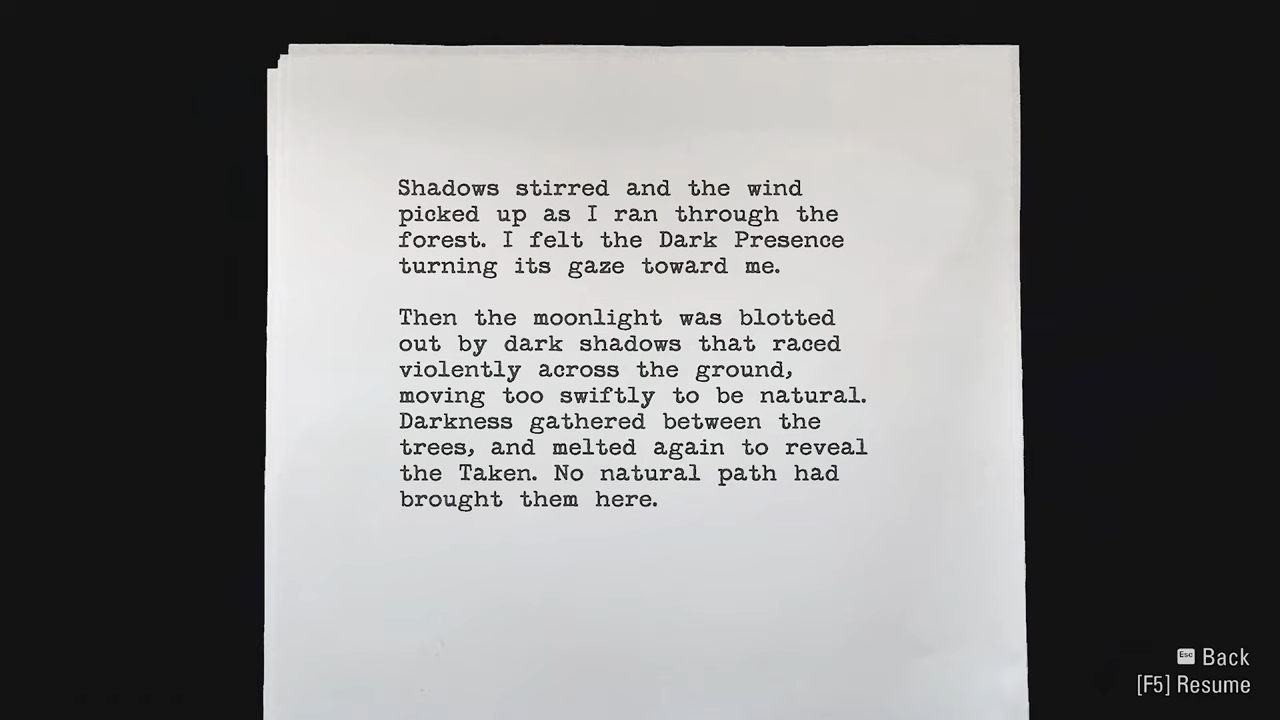 Shadows stirred and the wind
picked up as I ran through the
forest. I felt the Dark Presence
turning its gaze toward me.
Then the moonlight was blotted
out by dark shadows that raced
violently across the ground,
moving too swiftly to be natural.
Darkness gathered between the
trees, and melted again to reveal
the Taken. No natural path had
brought them here.
Esc Back
[F5] Resume